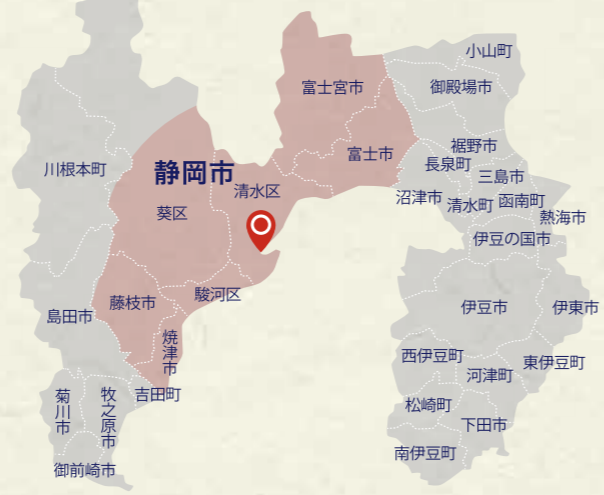 小山町
富士宮市
御殿場市
裾野市
富士市
長泉町
川根本町
静岡市
三島市
清水区
沼津市
清水町
函南町
葵区
熱海市
伊豆の国市
駿河区
藤枝市
伊豆市
伊東市
島田市
焼津市
西伊豆町
東伊豆町
河津町
吉田町
菊川市
牧之原市
松崎町
下田市
南伊豆町
御前崎市